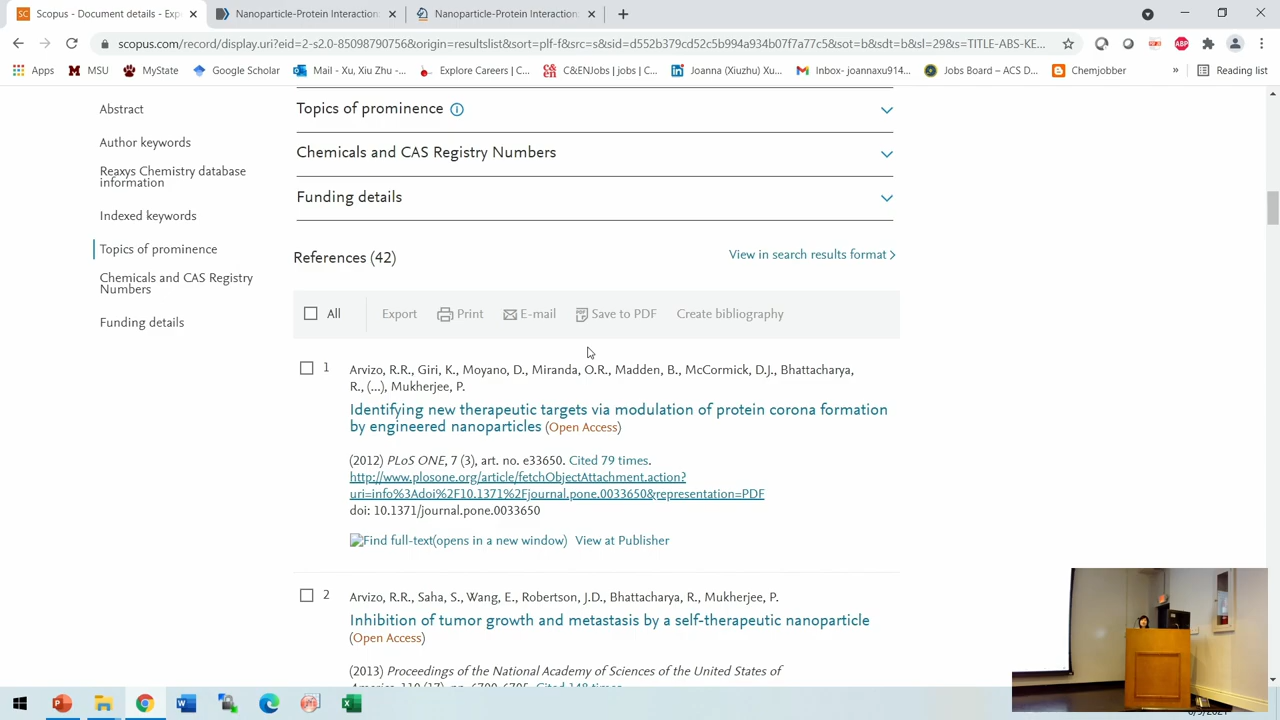 Scopus - Document details - Exp
Nanoparticle-Protein Interaction
Nanoparticle-Protein Interaction
scopus.com/record/display.uri?eid=2-s2.0-85098790756&origin=resultslist&sort=plf-f&src=s&sid=d552b379cd52c5b994a934b07f7a77c5&sot=b&sdt=b&sl=29&s=TITLE-ABS-KE...
ABP
Apps
MSU
MyState
Google Scholar
Mail - Xu, Xiu Zhu -...
Explore Careers | C...
C&ENJobs | jobs | C...
Joanna (Xiuzhu) Xu...
Inbox- joannaxu914...
Jobs Board – ACS D...
Chemjobber
»
Reading list
Abstract
Author keywords
Reaxys Chemistry database
information
Indexed keywords
Topics of prominence
Chemicals and CAS Registry
Numbers
Funding details
Topics of prominence
Chemicals and CAS Registry Numbers
Funding details
References (42)
View in search results format >
All
Export
Print
E-mail
Save to PDF
Create bibliography
1
Arvizo, R.R., Giri, K., Moyano, D., Miranda, O.R., Madden, B., McCormick, D.J., Bhattacharya,
R., (...), Mukherjee, P.
Identifying new therapeutic targets via modulation of protein corona formation
by engineered nanoparticles (Open Access)
(2012) PLoS ONE, 7 (3), art. no. e33650. Cited 79 times.
http://www.plosone.org/article/fetchObjectAttachment.action?
uri=info%3Adoi%2F10.1371%2Fjournal.pone.0033650&representation=PDF
doi: 10.1371/journal.pone.0033650
Find full-text(opens in a new window)
View at Publisher
2
Arvizo, R.R., Saha, S., Wang, E., Robertson, J.D., Bhattacharya, R., Mukherjee, P.
Inhibition of tumor growth and metastasis by a self-therapeutic nanoparticle
(Open Access)
(2013) Proceedings of the National Academy of Sciences of the United States of
America, 110 (17), pp. 6700-6705. Cited 148 times.